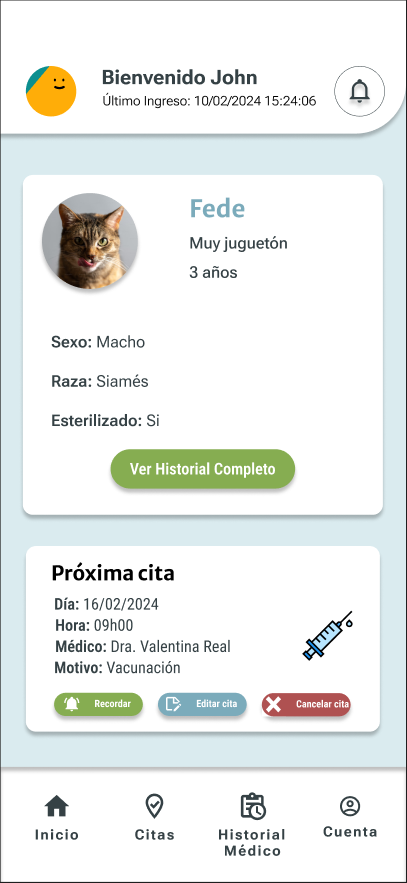 Bienvenido John
Último Ingreso: 10/02/2024 15:24:06
Fede
Muy juguetón
3 años
Sexo: Macho
Raza: Siamés
Esterilizado: Si
Ver Historial Completo
Próxima cita
Día: 16/02/2024
Hora: 09h00
Médico: Dra. Valentina Real
Motivo: Vacunación
Recordar
Editar cita
Cancelar cita
Inicio
Citas
Historial
Médico
Cuenta